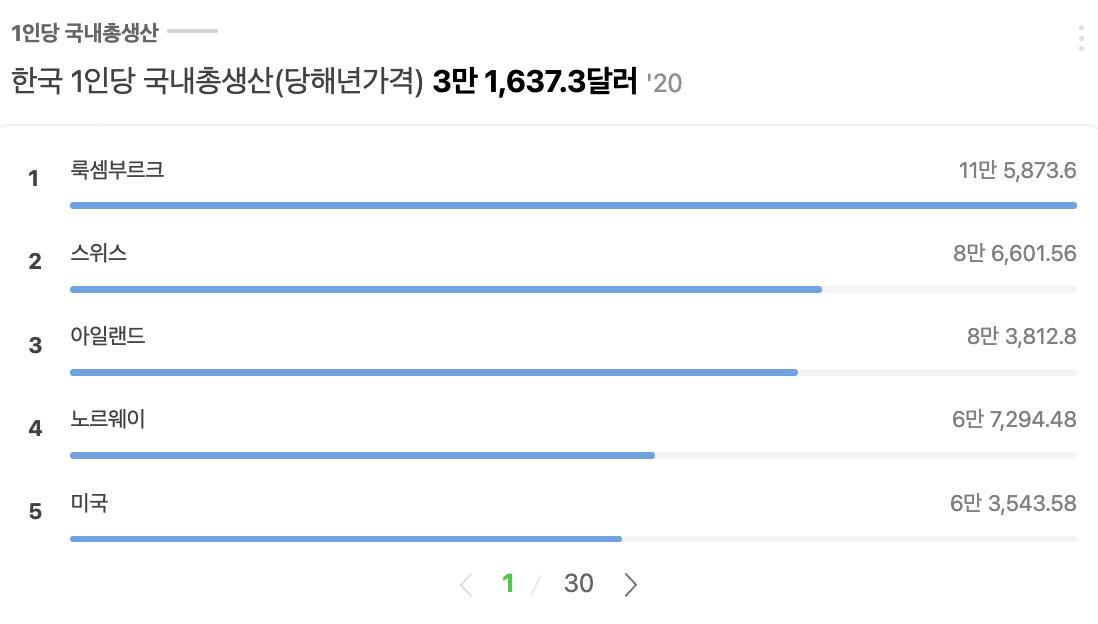 1인당 국내총생산
한국 1인당 국내총생산(당해년가격) 3만 1,637.3달러 '20
1 룩셈부르크 11만 5,873.6
2 스위스 8만 6,601.56
3 아일랜드 8만 3,812.8
4 노르웨이 6만 7,294.48
5 미국 6만 3,543.58
1 / 30